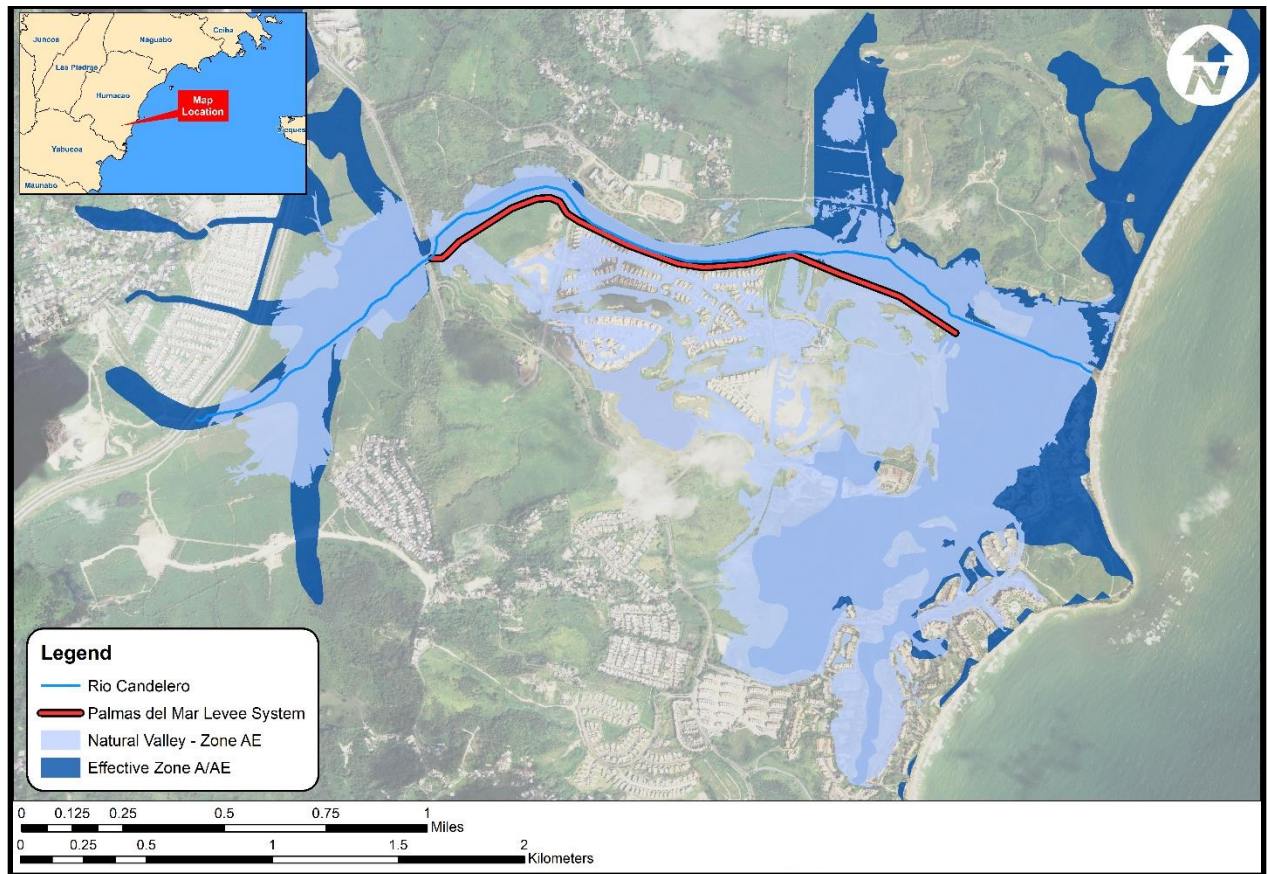 Ceiba
Juncos
Naguabo
Las Piedras
Humacao
Map
Location
Vieques
Yabucoa
Maunabo
N
Legend
Rio Candelero
Palmas del Mar Levee System
Natural Valley - Zone AE
Effective Zone A/AE
0 0.125 0.25 0.5 0.75 1
Miles
0 0.25 0.5 1 1.5 2
Kilometers